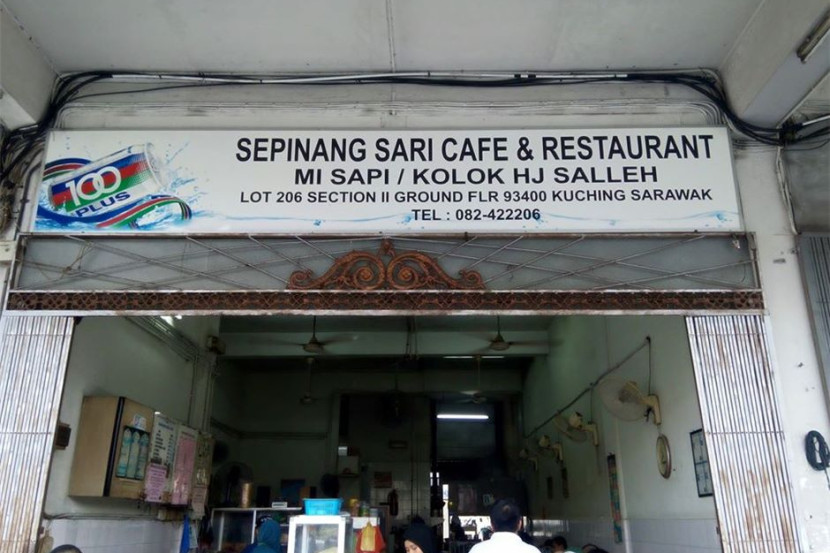 100
PLUS
SEPINANG SARI CAFE & RESTAURANT
MI SAPI / KOLOK HJ SALLEH
LOT 206 SECTION II GROUND FLR 93400 KUCHING SARAWAK
TEL : 082-422206